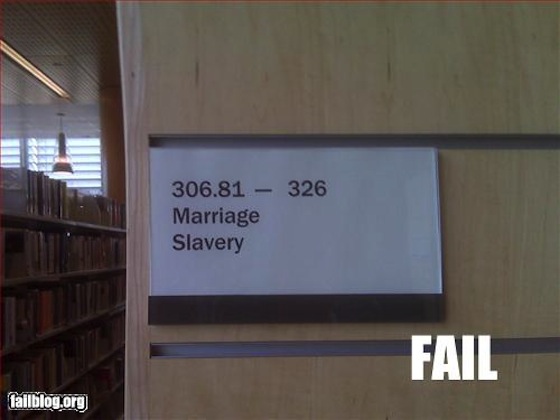 306.81 — 326
Marriage
Slavery
FAIL
failblog.org